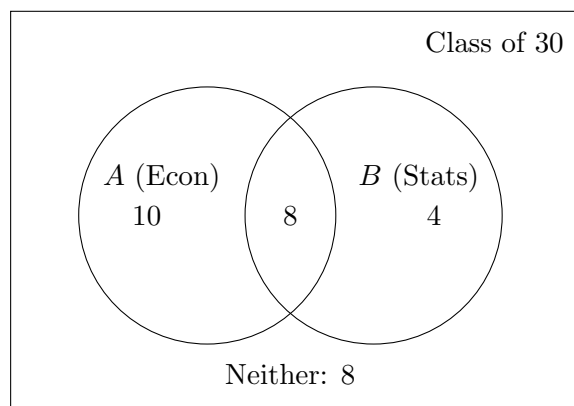 Class of 30
A (Econ)
B (Stats)
10
8
4
Neither: 8